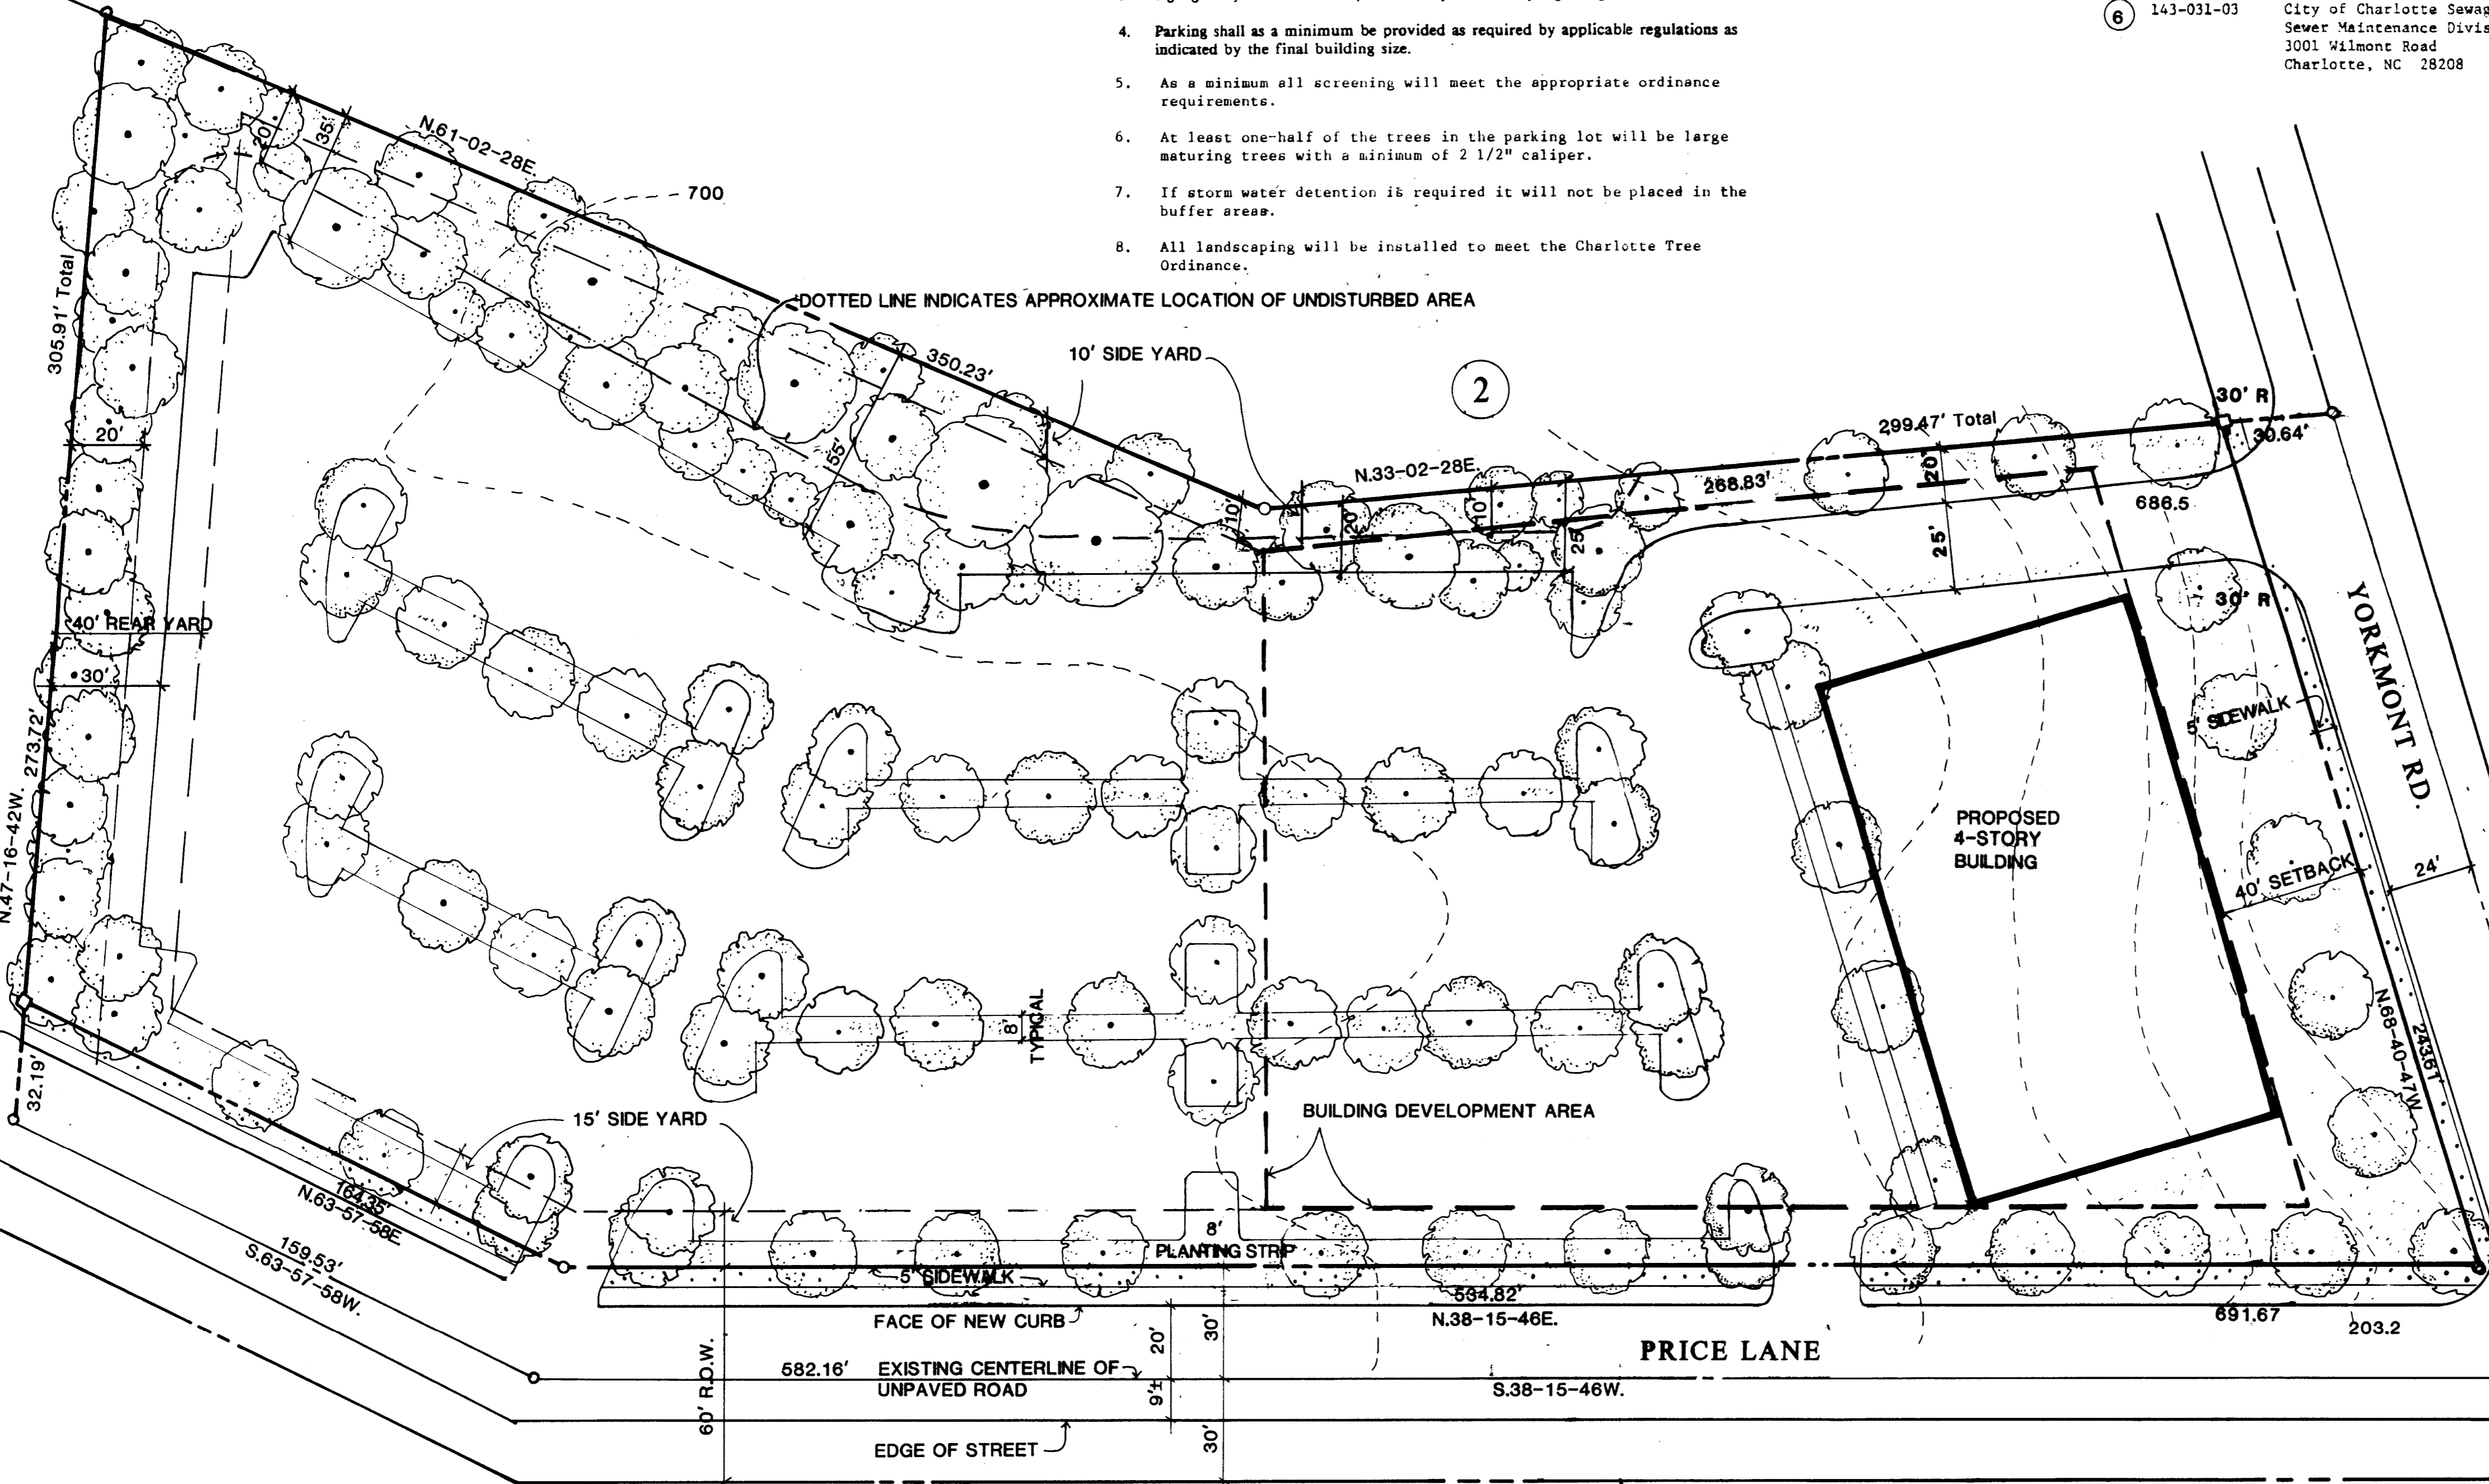 4. Parking shall as a minimum be provided as required by applicable regulations as
indicated by the final building size.
5. As a minimum all screening will meet the appropriate ordinance
requirements.
6. At least one-half of the trees in the parking lot will be large
maturing trees with a minimum of 2 1/2" caliper.
7. If storm water detention is required it will not be placed in the
buffer areas.
8. All landscaping will be installed to meet the Charlotte Tree
Ordinance.
6 143-031-03 City of Charlotte Sewag
Sewer Maintenance Divis
3001 Wilmont Road
Charlotte, NC 28208
N.61-02-28E.
20'
35'
700
305.91' Total
DOTTED LINE INDICATES APPROXIMATE LOCATION OF UNDISTURBED AREA
350.23'
10' SIDE YARD
2
30' R
299.47' Total
30.64'
20'
55'
N.33-02-28E.
268.83'
20'
10'
20'
10'
25'
686.5
25'
40' REAR YARD
30'
30' R
YORKMONT RD.
5' SIDEWALK
N.47-16-42W. 273.72'
PROPOSED
4-STORY
BUILDING
40' SETBACK
24'
8'
TYPICAL
N.68-40-47W.
243.61'
32.19'
15' SIDE YARD
BUILDING DEVELOPMENT AREA
164.35'
N.63-57-58E.
159.53'
S.63-57-58W.
8'
PLANTING STRIP
5' SIDEWALK
534.82'
N.38-15-46E.
FACE OF NEW CURB
691.67
203.2
PRICE LANE
60' R.O.W.
20'
30'
582.16' EXISTING CENTERLINE OF
UNPAVED ROAD
9'±
S.38-15-46W.
EDGE OF STREET
30'